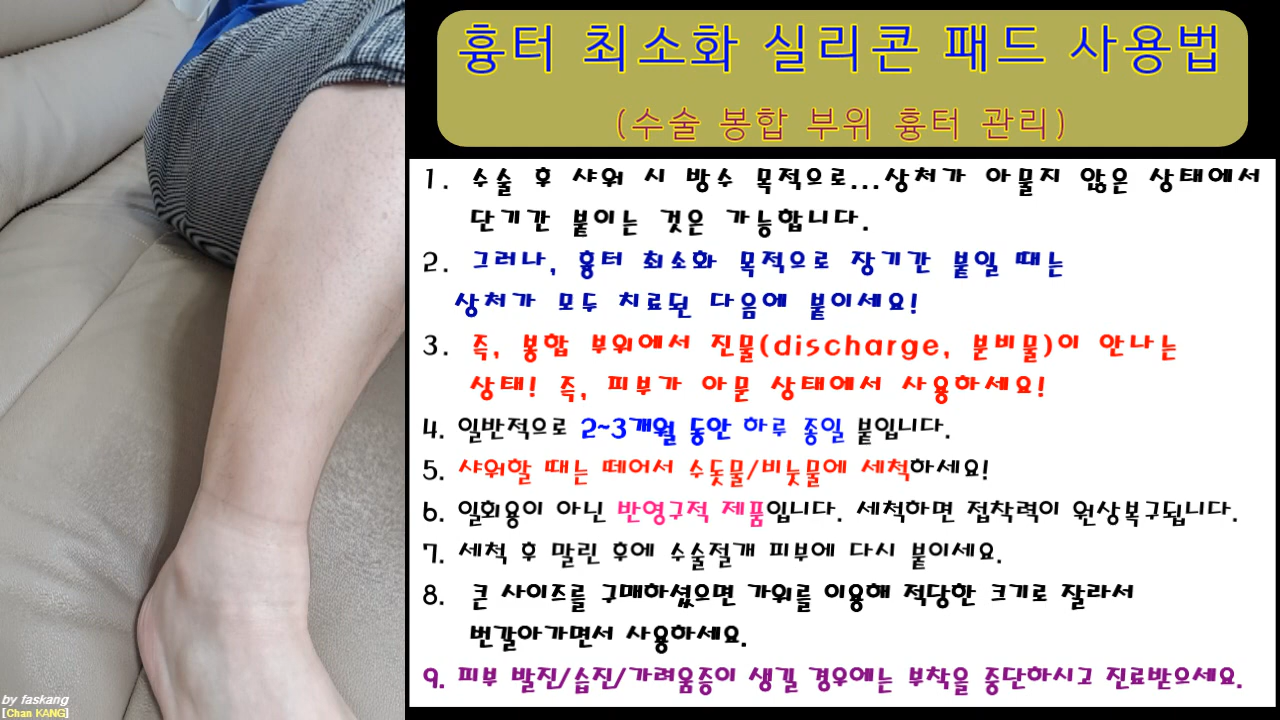 흉터 최소화 실리콘 패드 사용법
(수술 봉합 부위 흉터 관리)
1. 수술 후 샤워 시 방수 목적으로...상처가 아물지 않은 상태에서
단기간 붙이는 것은 가능합니다.
2. 그러나, 흉터 최소화 목적으로 장기간 붙일 때는
상처가 모두 치료된 다음에 붙이세요!
3. 즉, 봉합 부위에서 진물(discharge, 분비물)이 안나는
상태! 즉, 피부가 아문 상태에서 사용하세요!
4. 일반적으로 2~3개월 동안 하루 종일 붙입니다.
5. 샤워할 때는 떼어서 수돗물/비눗물에 세척하세요!
6. 일회용이 아닌 반영구적 제품입니다. 세척하면 접착력이 원상복구됩니다.
7. 세척 후 말린 후에 수술절개 피부에 다시 붙이세요.
8. 큰 사이즈를 구매하셨으면 가위를 이용해 적당한 크기로 잘라서
번갈아가면서 사용하세요.
9. 피부 발진/습진/가려움증이 생길 경우에는 부착을 중단하시고 진료받으세요.
by faskang
[Chan KANG]